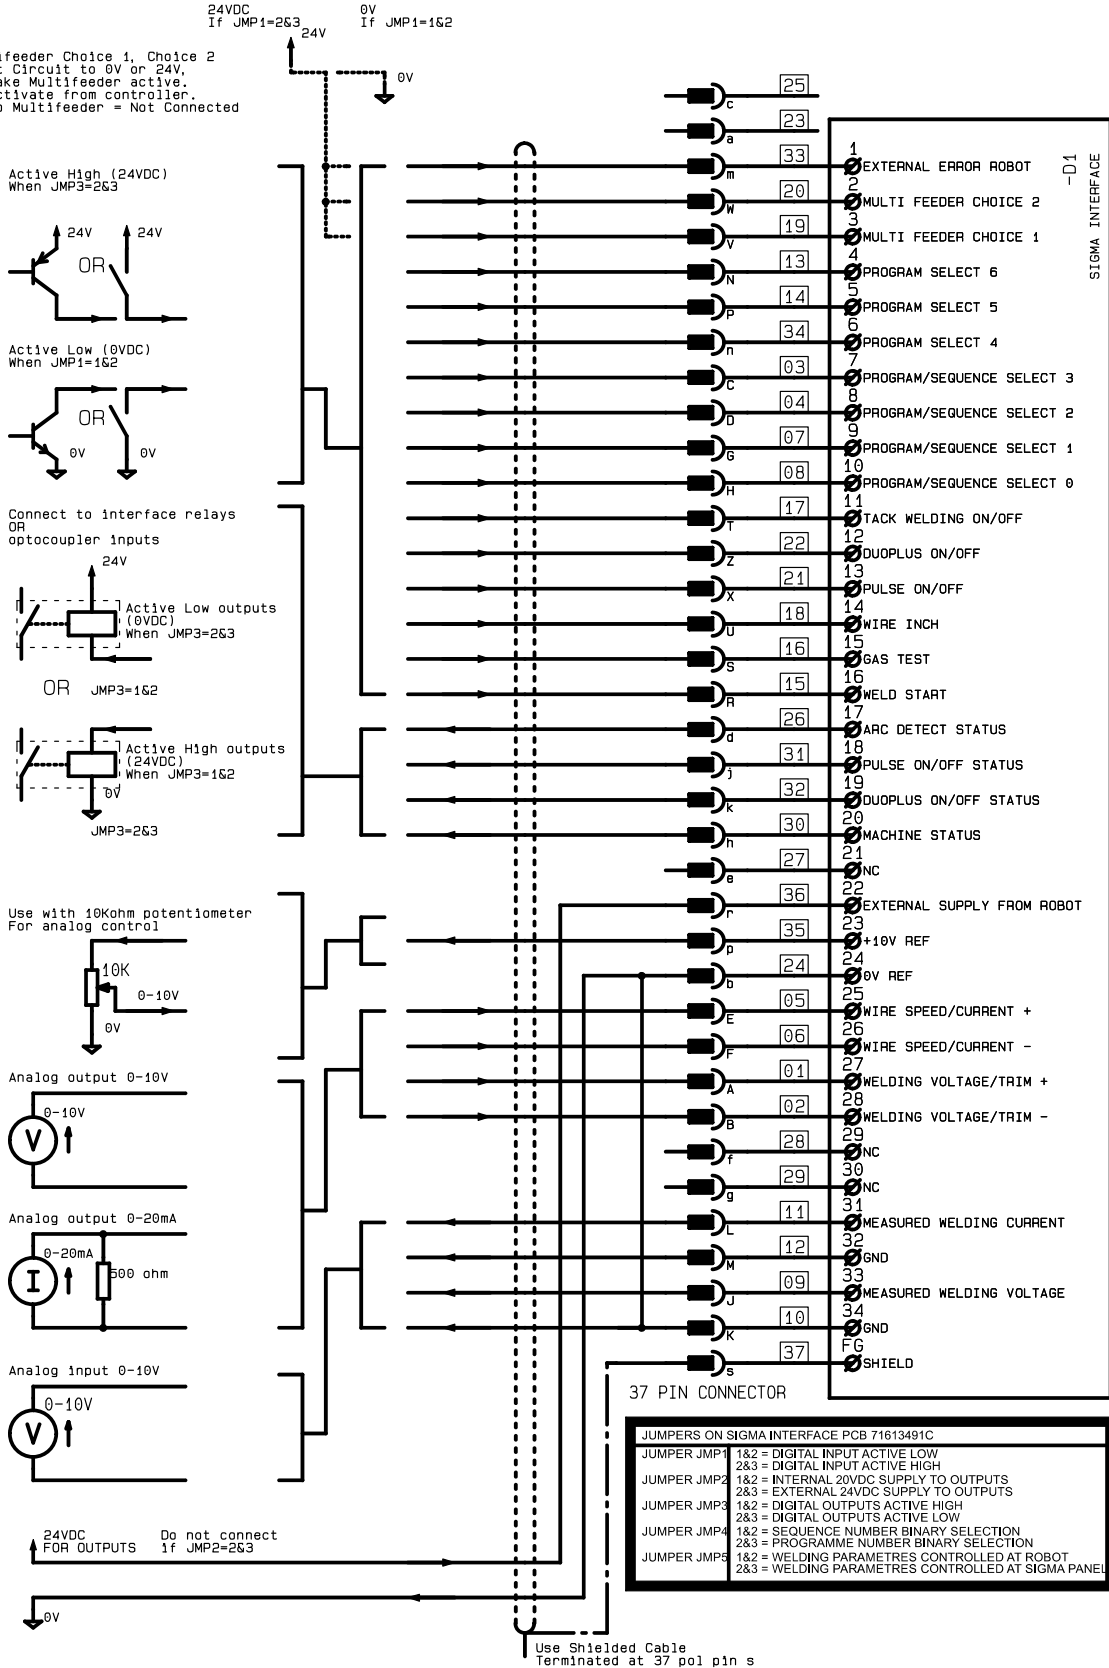 24VDC
If JMP1=2&3
0V
If JMP1=1&2
24V
0V
feeder Choice 1, Choice 2
Circuit to 0V or 24V,
ake Multifeeder active.
ctivate from controller.
Multifeeder = Not Connected
Active High (24VDC)
When JMP3=2&3
24V
24V
OR
Active Low (0VDC)
When JMP1=1&2
OR
0V
0V
Connect to interface relays
OR
optocoupler inputs
24V
Active Low outputs
(0VDC)
When JMP3=2&3
OR JMP3=1&2
Active High outputs
(24VDC)
When JMP3=1&2
0V
JMP3=2&3
Use with 10Kohm potentiometer
For analog control
10K
0-10V
0V
Analog output 0-10V
0-10V
V
Analog output 0-20mA
0-20mA
I
500 ohm
Analog input 0-10V
0-10V
V
24VDC
FOR OUTPUTS
Do not connect
if JMP2=2&3
0V
-D1
SIGMA INTERFACE
c 25
a 23
m 33 1 EXTERNAL ERROR ROBOT
W 20 2 MULTI FEEDER CHOICE 2
V 19 3 MULTI FEEDER CHOICE 1
N 13 4 PROGRAM SELECT 6
P 14 5 PROGRAM SELECT 5
n 34 6 PROGRAM SELECT 4
C 03 7 PROGRAM/SEQUENCE SELECT 3
D 04 8 PROGRAM/SEQUENCE SELECT 2
G 07 9 PROGRAM/SEQUENCE SELECT 1
H 08 10 PROGRAM/SEQUENCE SELECT 0
T 17 11 TACK WELDING ON/OFF
Z 22 12 DUOPLUS ON/OFF
X 21 13 PULSE ON/OFF
U 18 14 WIRE INCH
S 16 15 GAS TEST
R 15 16 WELD START
d 26 17 ARC DETECT STATUS
j 31 18 PULSE ON/OFF STATUS
k 32 19 DUOPLUS ON/OFF STATUS
h 30 20 MACHINE STATUS
e 27 21 NC
r 36 22 EXTERNAL SUPPLY FROM ROBOT
p 35 23 +10V REF
b 24 24 0V REF
E 05 25 WIRE SPEED/CURRENT +
F 06 26 WIRE SPEED/CURRENT -
A 01 27 WELDING VOLTAGE/TRIM +
B 02 28 WELDING VOLTAGE/TRIM -
f 28 29 NC
g 29 30 NC
L 11 31 MEASURED WELDING CURRENT
M 12 32 GND
J 09 33 MEASURED WELDING VOLTAGE
K 10 34 GND
s 37 FG SHIELD
37 PIN CONNECTOR
JUMPERS ON SIGMA INTERFACE PCB 71613491C
JUMPER JMP1 1&2 = DIGITAL INPUT ACTIVE LOW
2&3 = DIGITAL INPUT ACTIVE HIGH
JUMPER JMP2 1&2 = INTERNAL 20VDC SUPPLY TO OUTPUTS
2&3 = EXTERNAL 24VDC SUPPLY TO OUTPUTS
JUMPER JMP3 1&2 = DIGITAL OUTPUTS ACTIVE HIGH
2&3 = DIGITAL OUTPUTS ACTIVE LOW
JUMPER JMP4 1&2 = SEQUENCE NUMBER BINARY SELECTION
2&3 = PROGRAMME NUMBER BINARY SELECTION
JUMPER JMP5 1&2 = WELDING PARAMETRES CONTROLLED AT ROBOT
2&3 = WELDING PARAMETRES CONTROLLED AT SIGMA PANEL
Use Shielded Cable
Terminated at 37 pol pin s